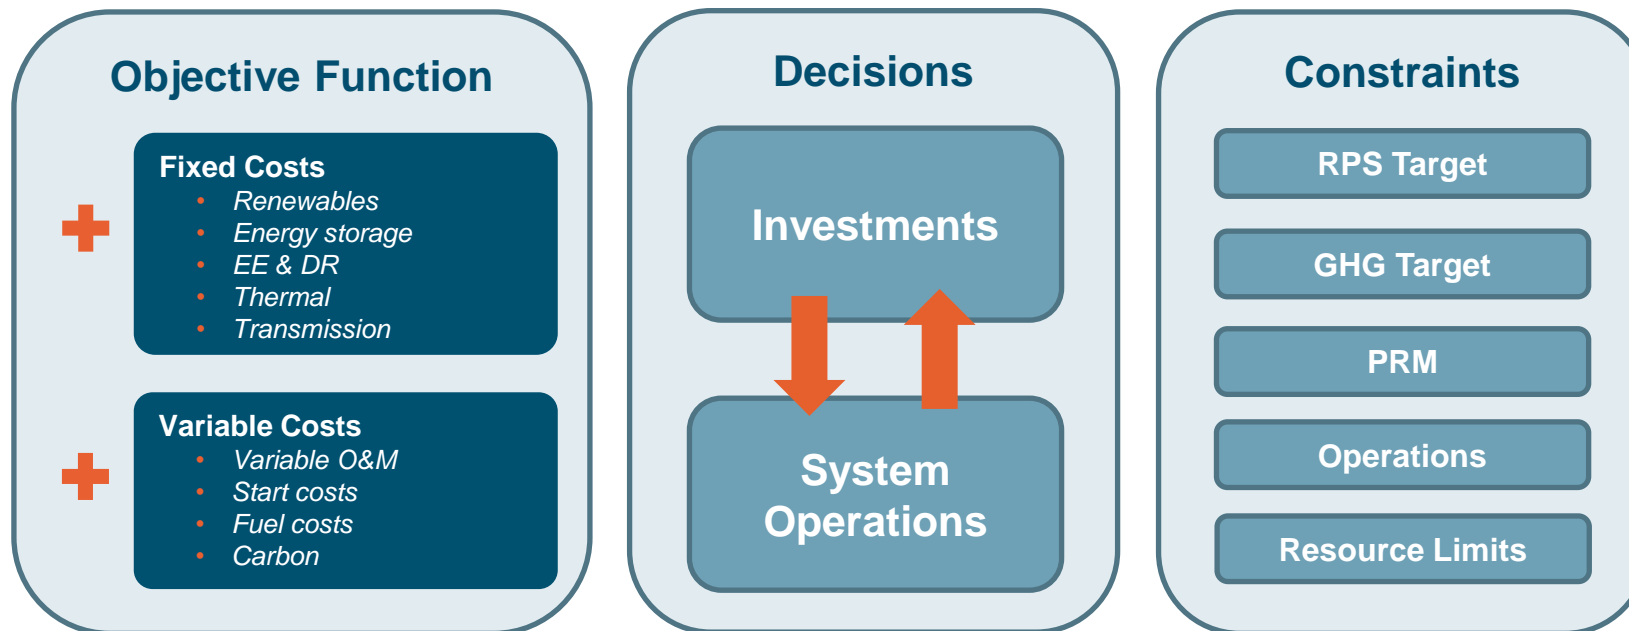 Objective Function
Fixed Costs
• Renewables
• Energy storage
• EE & DR
• Thermal
• Transmission
Variable Costs
• Variable O&M
• Start costs
• Fuel costs
• Carbon
Decisions
Investments
System
Operations
Constraints
RPS Target
GHG Target
PRM
Operations
Resource Limits